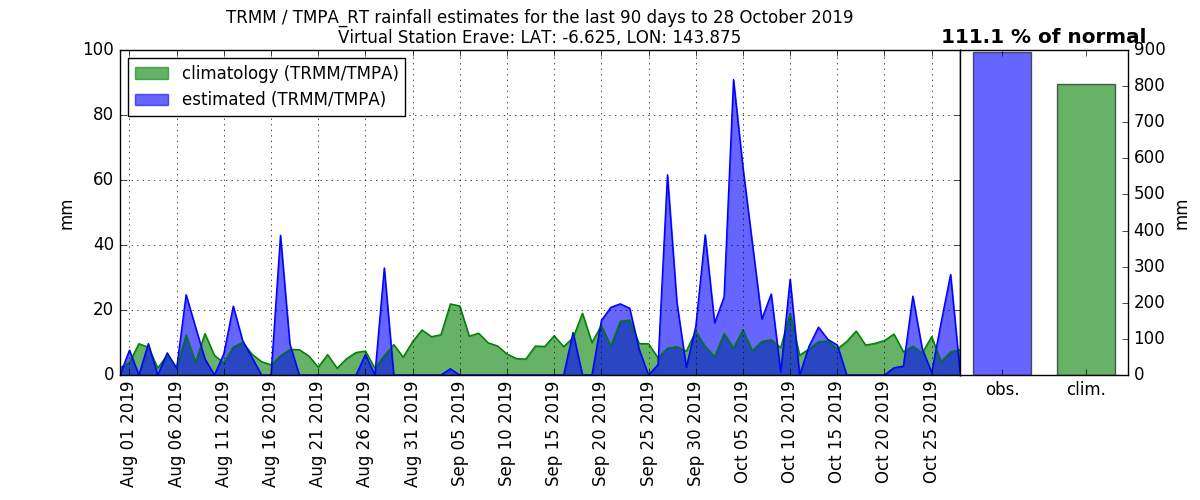 TRMM / TMPA_RT rainfall estimates for the last 90 days to 28 October 2019
Virtual Station Erave: LAT: -6.625, LON: 143.875
111.1 % of normal
climatology (TRMM/TMPA)
estimated (TRMM/TMPA)
100
80
60
40
20
0
mm
Aug 01 2019
Aug 06 2019
Aug 11 2019
Aug 16 2019
Aug 21 2019
Aug 26 2019
Aug 31 2019
Sep 05 2019
Sep 10 2019
Sep 15 2019
Sep 20 2019
Sep 25 2019
Sep 30 2019
Oct 05 2019
Oct 10 2019
Oct 15 2019
Oct 20 2019
Oct 25 2019
900
800
700
600
500
400
300
200
100
0
mm
obs.
clim.